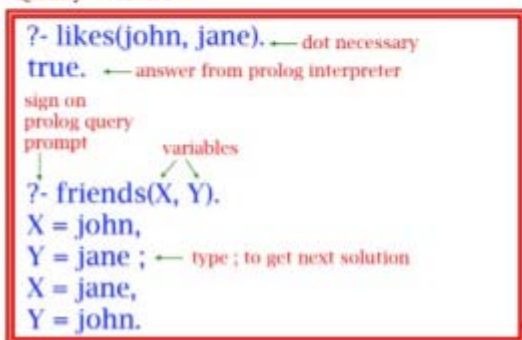 ?- likes(john, jane). dot necessary
true. answer from prolog interpreter
sign on
prolog query
prompt
variables
?- friends(X, Y).
X = john,
Y = jane ; type ; to get next solution
X = jane,
Y = john.